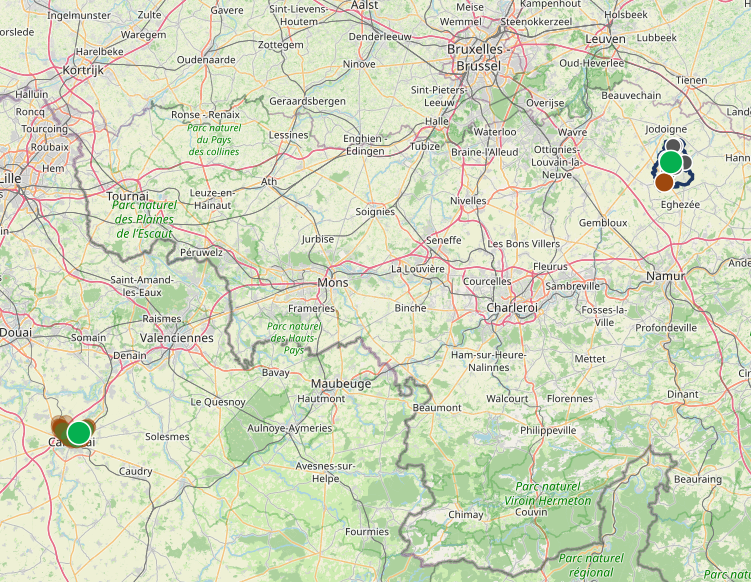 Ingelmunster
Zulte
Gavere
Sint-Lievens-
Houtem
Aalst
Meise
Wemmel
Kampenhout
Steenokkerzeel
Holsbeek
Waregem
Harelbeke
Zottegem
Denderleeuw
Bruxelles -
Brussel
Leuven
Lubbeek
Kortrijk
Oudenaarde
Ninove
Oud-Heverlee
Tienen
Halluin
Roncq
Tourcoing
Roubaix
Hem
Lille
Ronse - Renaix
Geraardsbergen
Sint-Pieters-
Leeuw
Overijse
Beauvechain
Parc naturel
du Pays
des collines
Lessines
Enghien -
Edingen
Halle
Tubize
Waterloo
Braine-l'Alleud
Wavre
Ottignies-
Louvain-la-
Neuve
Jodoigne
Tournai
Parc naturel
des Plaines
de l'Escaut
Leuze-en-
Hainaut
Ath
Soignies
Nivelles
Eghezée
Gembloux
Péruwelz
Jurbise
Seneffe
Les Bons Villers
La Louvière
Fleurus
Namur
Saint-Amand-
les-Eaux
Mons
Courcelles
Sambreville
Raismes
Frameries
Binche
Charleroi
Fosses-la-
Ville
Profondeville
Douai
Somain
Denain
Valenciennes
Parc naturel
des Hauts-
Pays
Bavay
Maubeuge
Hautmont
Ham-sur-Heure-
Nalinnes
Mettet
Le Quesnoy
Beaumont
Walcourt
Florennes
Dinant
Solesmes
Aulnoye-Aymeries
Philippeville
Caudry
Avesnes-sur-
Helpe
Beauraing
Parc naturel
Viroin Hermeton
Couvin
Chimay
Fourmies
Parc naturel
régional